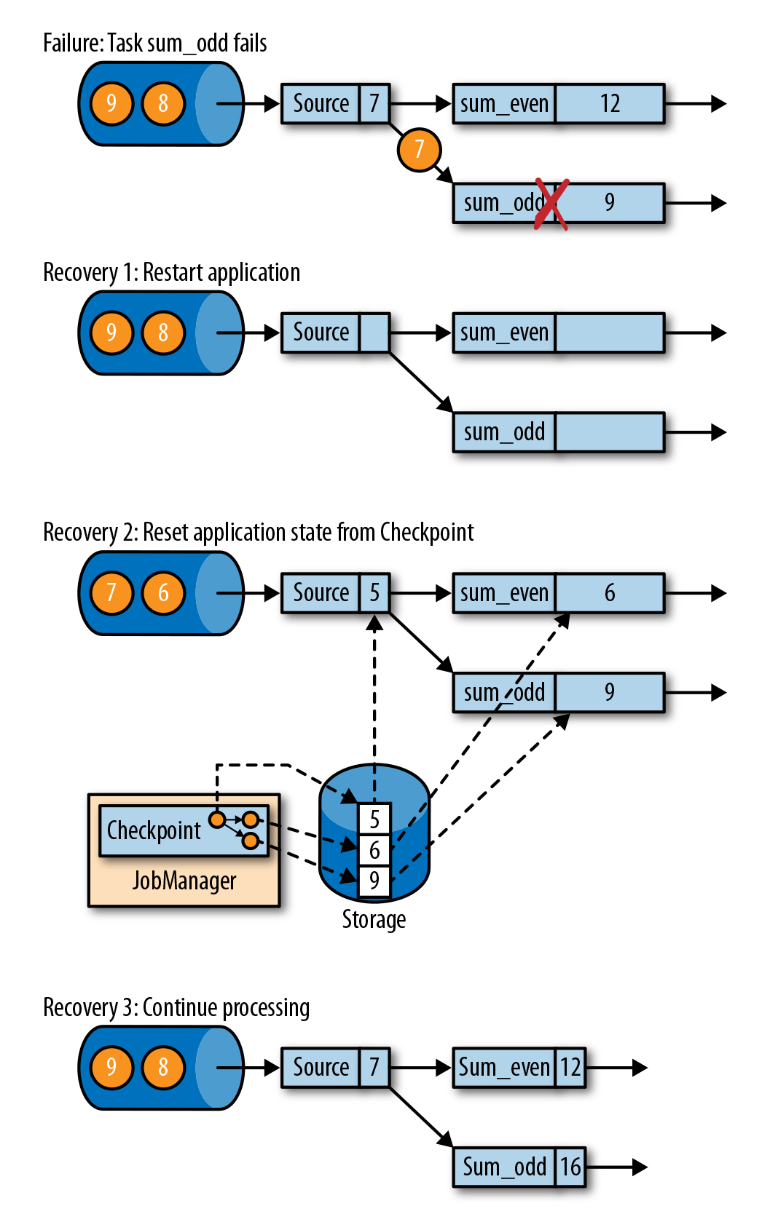 Failure: Task sum_odd fails
9 8 Source 7 sum_even 12
7
sum_odd 9
Recovery 1: Restart application
9 8 Source sum_even
sum_odd
Recovery 2: Reset application state from Checkpoint
7 6 Source 5 sum_even 6
sum_odd 9
5
Checkpoint 6
JobManager 9
Storage
Recovery 3: Continue processing
9 8 Source 7 Sum_even 12
Sum_odd 16